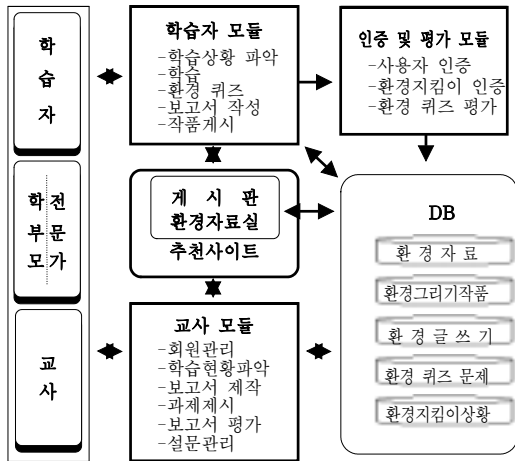 학
습
자
학 전
부 문
모 가
교
사
학습자 모듈
-학습상황 파악
-학습
-환경 퀴즈
-보고서 작성
-작품게시
인증 및 평가 모듈
-사용자 인증
-환경지킴이 인증
-환경 퀴즈 평가
게 시 판
환경자료실
추천사이트
교사 모듈
-회원관리
-학습현황파악
-보고서 제작
-과제제시
-보고서 평가
-설문관리
DB
환 경 자 료
환경그리기작품
환 경 글 쓰 기
환경 퀴즈 문제
환경지킴이상황